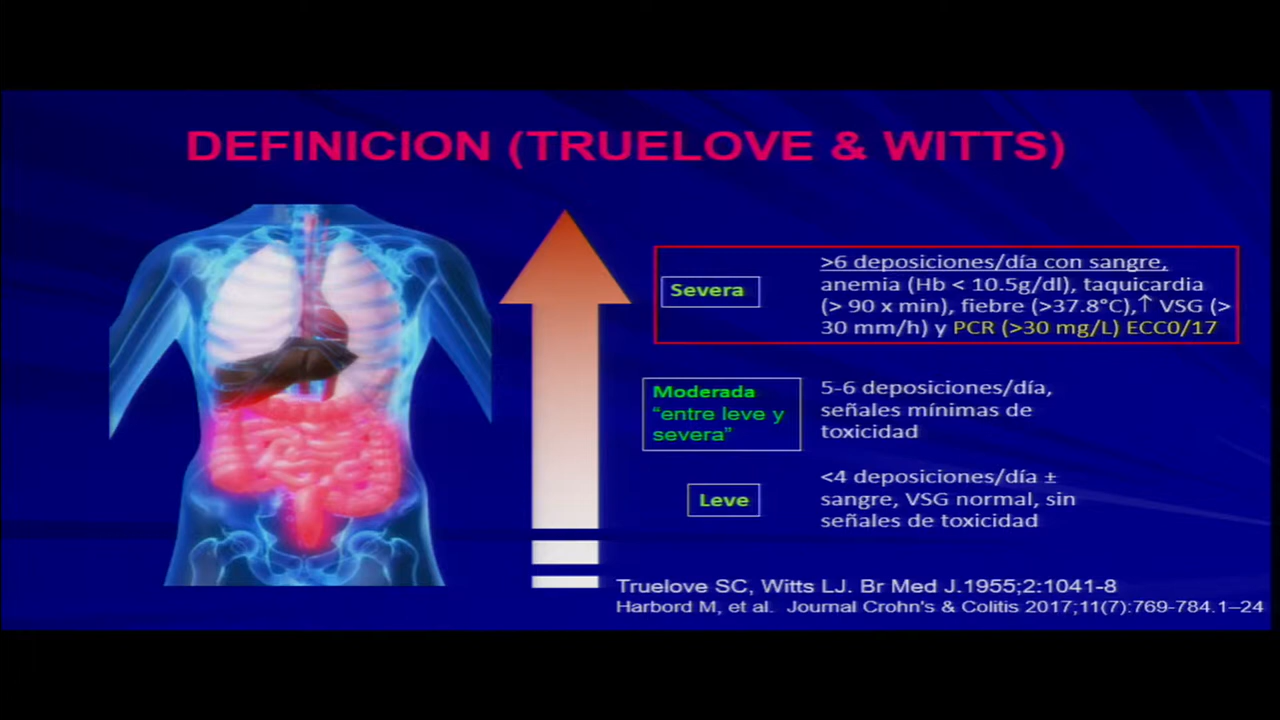 DEFINICION (TRUELOVE & WITTS)
Severa
>6 deposiciones/día con sangre,
anemia (Hb < 10.5g/dl), taquicardia
(> 90 x min), fiebre (>37.8°C),↑ VSG (>
30 mm/h) y PCR (>30 mg/L) ECC0/17
Moderada
"entre leve y
severa"
5-6 deposiciones/día,
señales mínimas de
toxicidad
Leve
<4 deposiciones/día ±
sangre, VSG normal, sin
señales de toxicidad
Truelove SC, Witts LJ. Br Med J.1955;2:1041-8
Harbord M, et al. Journal Crohn's & Colitis 2017;11(7):769-784.1–24